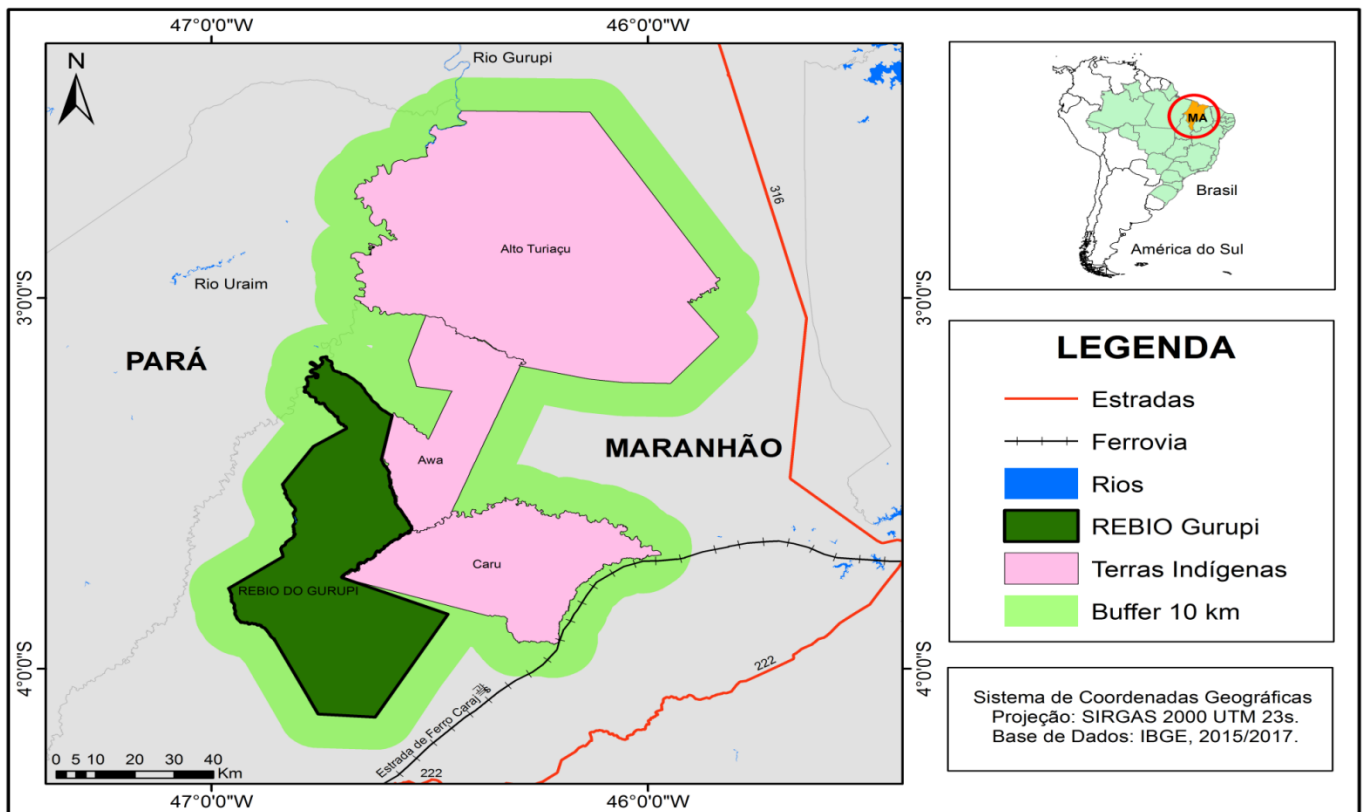 47°0'0"W
46°0'0"W
N
Rio Gurupi
316
Alto Turiaçu
Rio Uraim
3°0'0"S
3°0'0"S
PARÁ
MARANHÃO
Awa
Caru
REBIO DO GURUPI
4°0'0"S
4°0'0"S
222
Estrada de Ferro Caraj
222
0 5 10 20 30 40
Km
47°0'0"W
46°0'0"W
MA
Brasil
América do Sul
LEGENDA
Estradas
Ferrovia
Rios
REBIO Gurupi
Terras Indígenas
Buffer 10 km
Sistema de Coordenadas Geográficas
Projeção: SIRGAS 2000 UTM 23s.
Base de Dados: IBGE, 2015/2017.